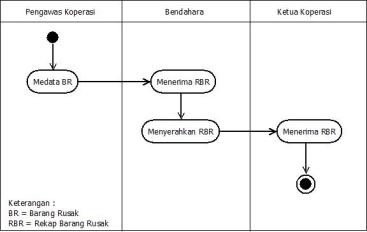 Pengawas Koperasi
Bendahara
Ketua Koperasi
Medata BR
Menerima RBR
Menyerahkan RBR
Menerima RBR
Keterangan :
BR = Barang Rusak
RBR = Rekap Barang Rusak